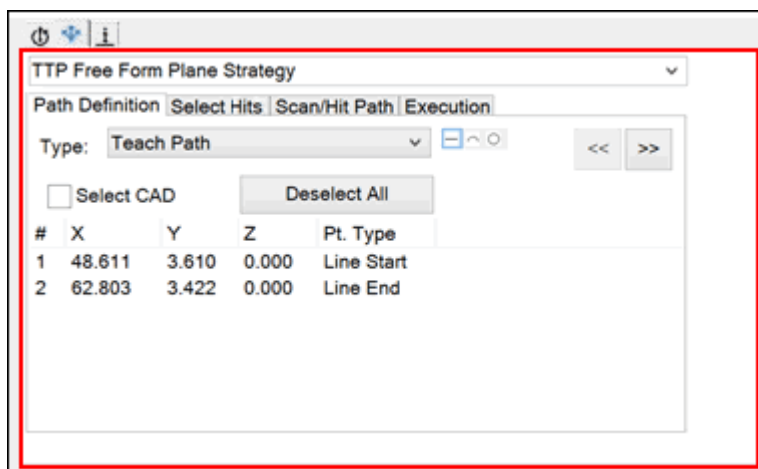 TTP Free Form Plane Strategy
Path Definition Select Hits Scan/Hit Path Execution
Type: Teach Path << >>
Select CAD Deselect All
# X Y Z Pt. Type
1 48.611 3.610 0.000 Line Start
2 62.803 3.422 0.000 Line End